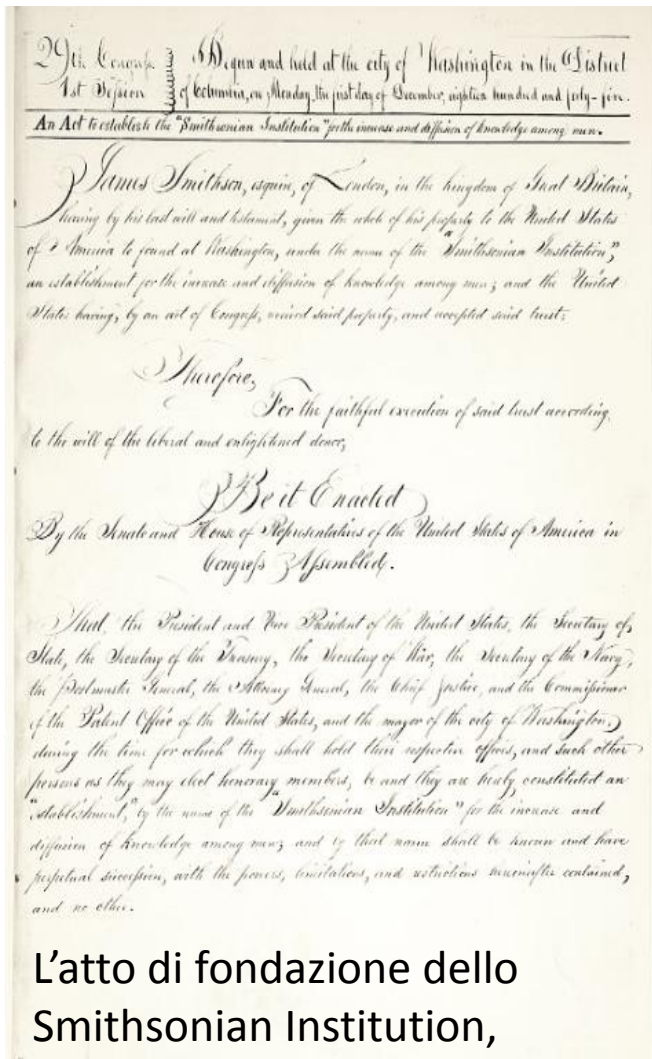 29th Congress
1st Session
Begun and held at the city of Washington in the District
of Columbia, on Monday, the first day of December, eighteen hundred and forty-five.
An Act to establish the "Smithsonian Institution" for the increase and diffusion of knowledge among men.
James Smithson, esquire, of London, in the kingdom of Great Britain,
having by his last will and testament, given the whole of his property to the United States
of America to found at Washington, under the name of the "Smithsonian Institution,"
an establishment for the increase and diffusion of knowledge among men; and the United
States having, by an act of Congress, received said property, and accepted said trust;
Therefore,
For the faithful execution of said trust according
to the will of the liberal and enlightened donor,
Be it Enacted
By the Senate and House of Representatives of the United States of America in
Congress Assembled.
That, the President and Vice President of the United States, the Secretary of
State, the Secretary of the Treasury, the Secretary of War, the Secretary of the Navy,
the Postmaster General, the Attorney General, the Chief Justice, and the Commissioner
of the Patent Office of the United States, and the mayor of the city of Washington,
during the time for which they shall hold their respective offices, and such other
persons as they may elect honorary members, be and they are hereby constituted an
"establishment," by the name of the "Smithsonian Institution" for the increase and
diffusion of knowledge among men; and by that name shall be known and have
perpetual succession, with the powers, limitations, and restrictions hereinafter contained,
and no other.
L'atto di fondazione dello
Smithsonian Institution,